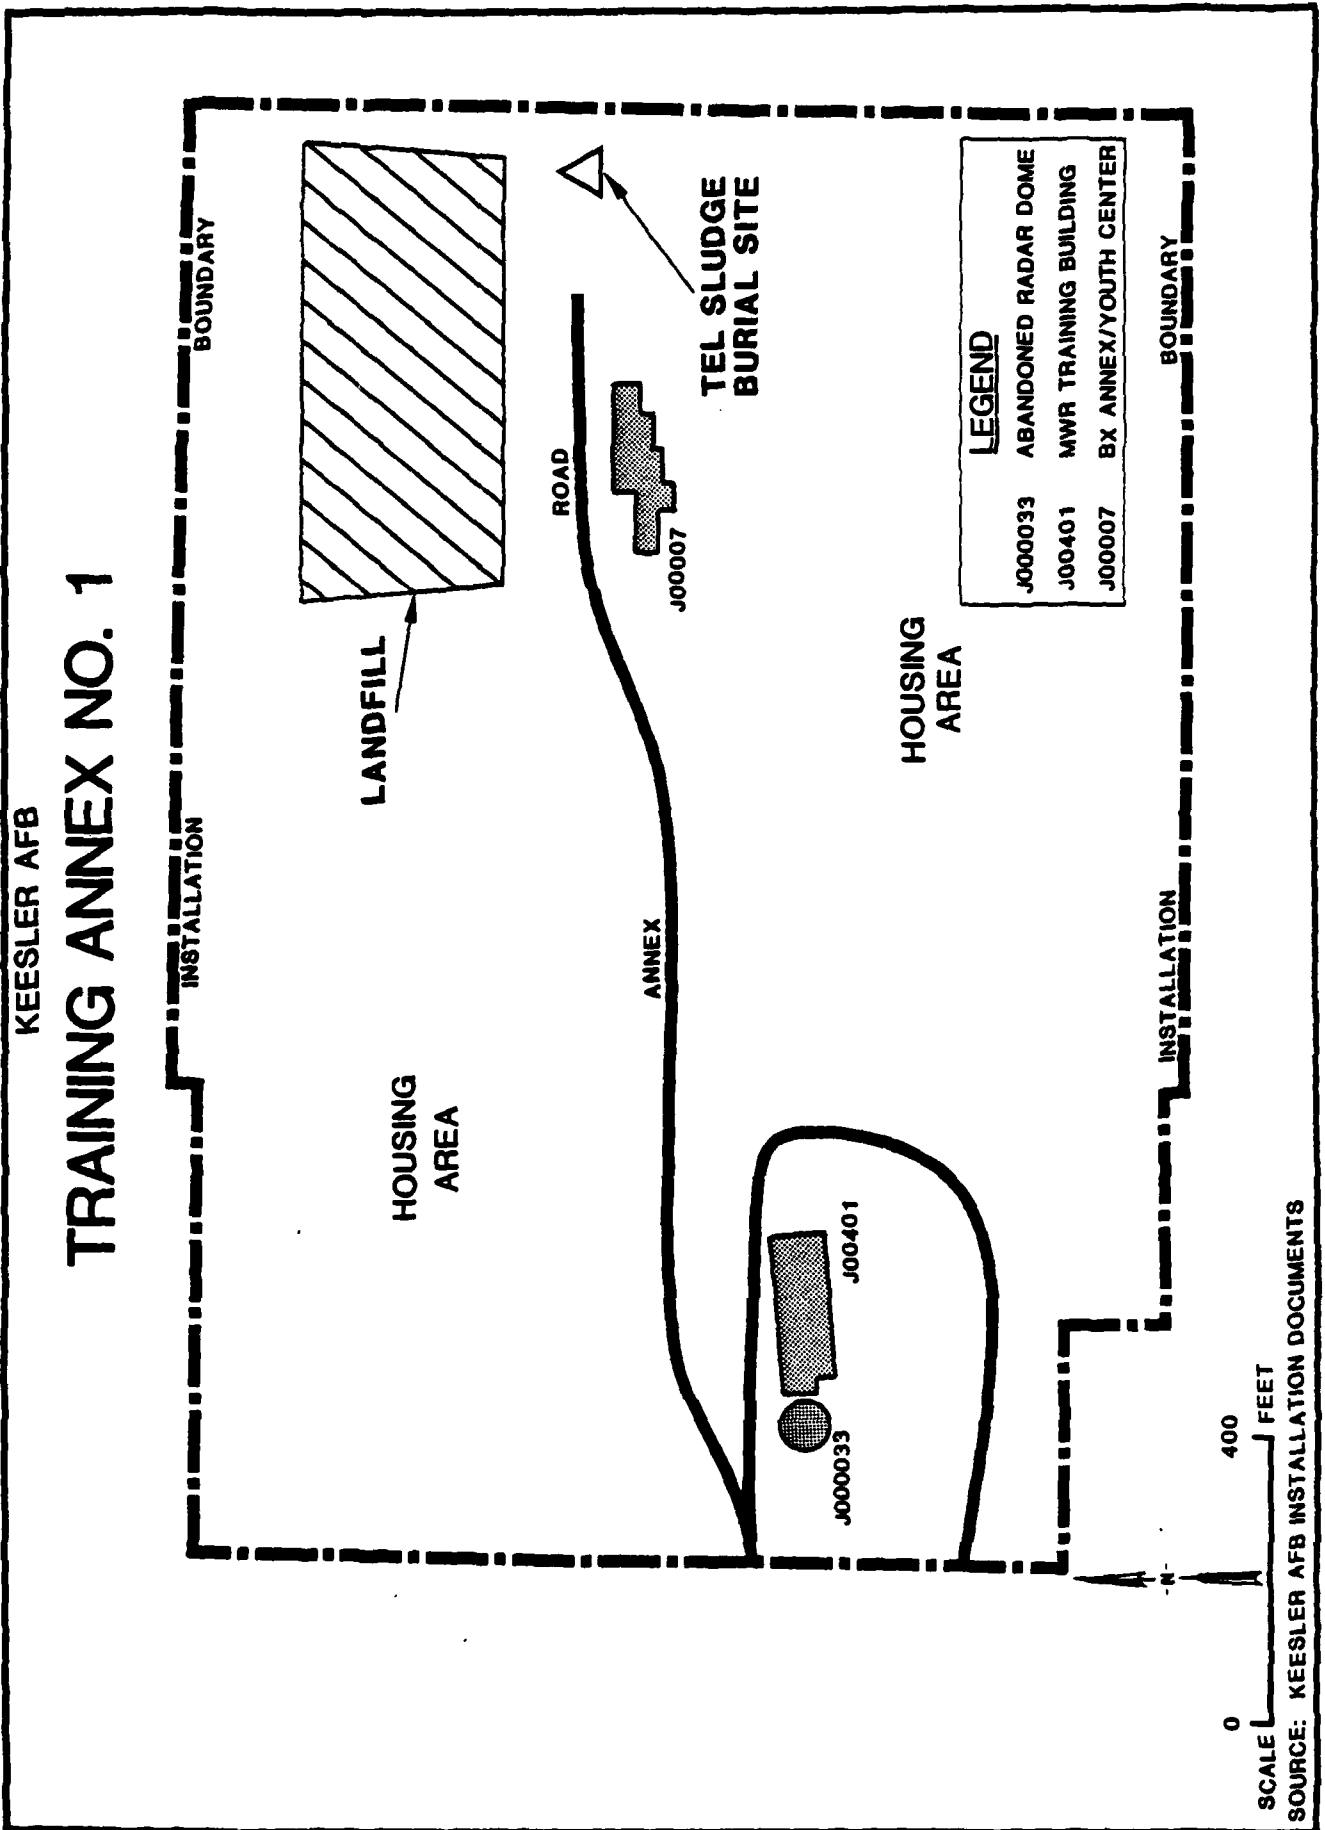 KEESLER AFB
TRAINING ANNEX NO. 1
INSTALLATION
BOUNDARY
LANDFILL
HOUSING
AREA
ANNEX
ROAD
TEL SLUDGE
BURIAL SITE
J00007
J00401
J000033
HOUSING
AREA
LEGEND
J000033 ABANDONED RADAR DOME
J00401 MWR TRAINING BUILDING
J00007 BX ANNEX/YOUTH CENTER
INSTALLATION
BOUNDARY
-N-
0 400
SCALE FEET
SOURCE: KEESLER AFB INSTALLATION DOCUMENTS